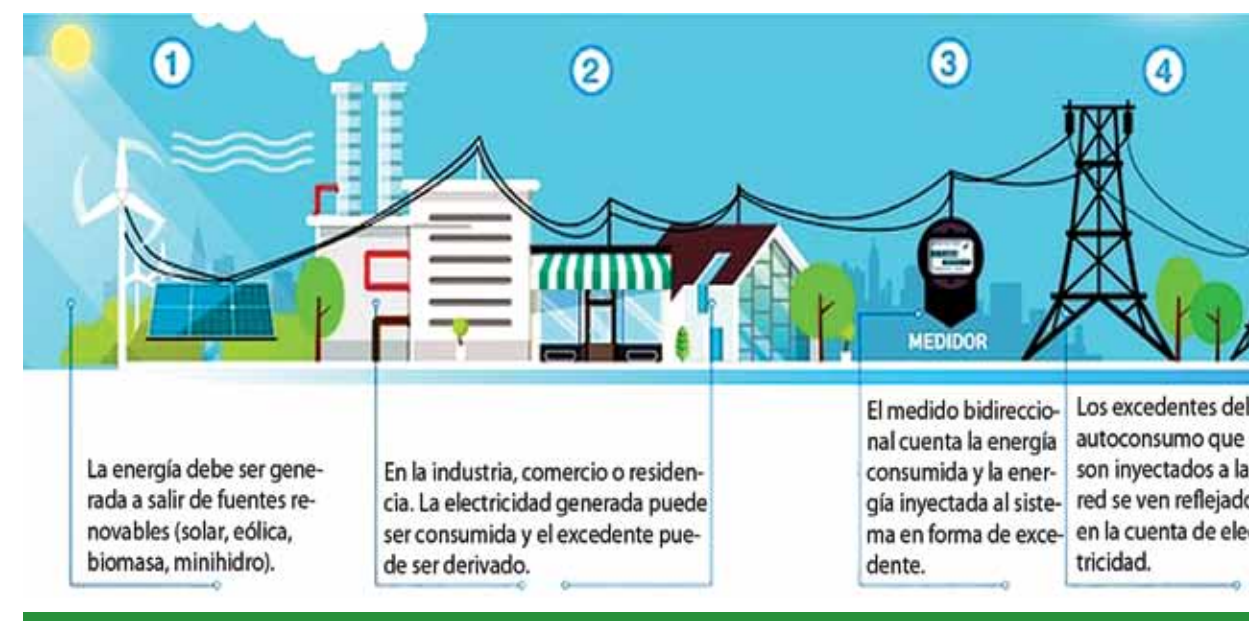 1
2
3
4
MEDIDOR
La energía debe ser gene-
rada a salir de fuentes re-
novables (solar, eólica,
biomasa, minihidro).
En la industria, comercio o residen-
cia. La electricidad generada puede
ser consumida y el excedente pue-
de ser derivado.
El medido bidireccio-
nal cuenta la energía
consumida y la ener-
gía inyectada al siste-
ma en forma de exce-
dente.
Los excedentes del
autoconsumo que
son inyectados a la
red se ven reflejado
en la cuenta de elec
tricidad.